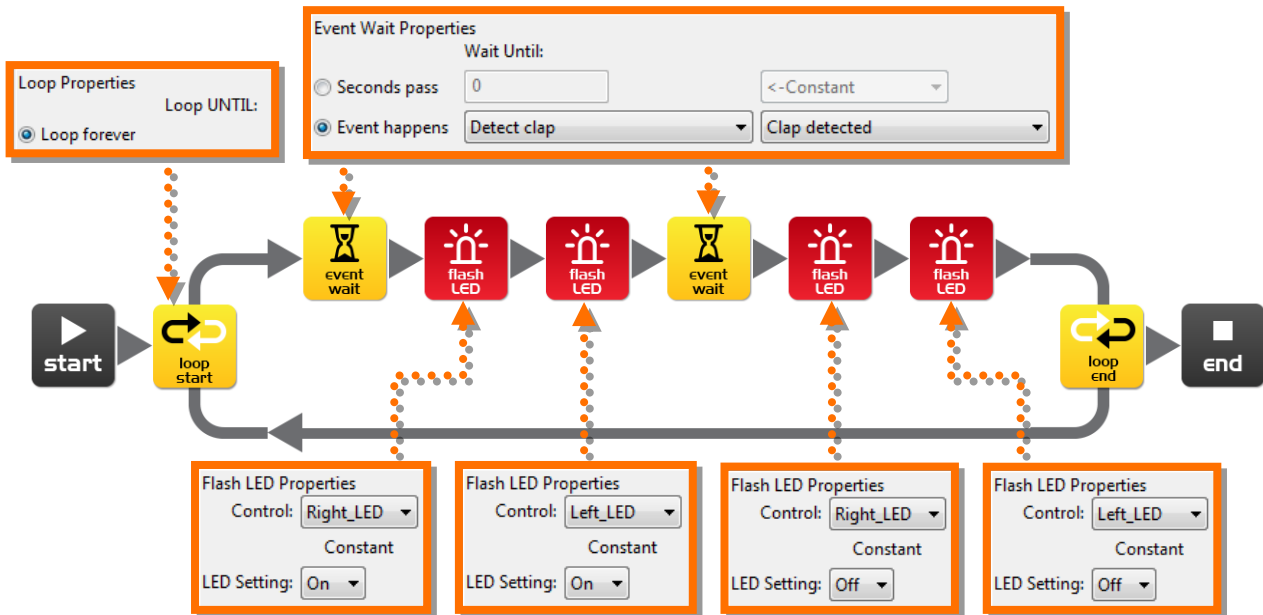 Event Wait Properties
Wait Until:
Seconds pass 0 <-Constant
Event happens Detect clap Clap detected
Loop Properties
Loop UNTIL:
Loop forever
start
loop
start
event
wait
flash
LED
flash
LED
event
wait
flash
LED
flash
LED
loop
end
end
Flash LED Properties
Control: Right_LED
Constant
LED Setting: On
Flash LED Properties
Control: Left_LED
Constant
LED Setting: On
Flash LED Properties
Control: Right_LED
Constant
LED Setting: Off
Flash LED Properties
Control: Left_LED
Constant
LED Setting: Off